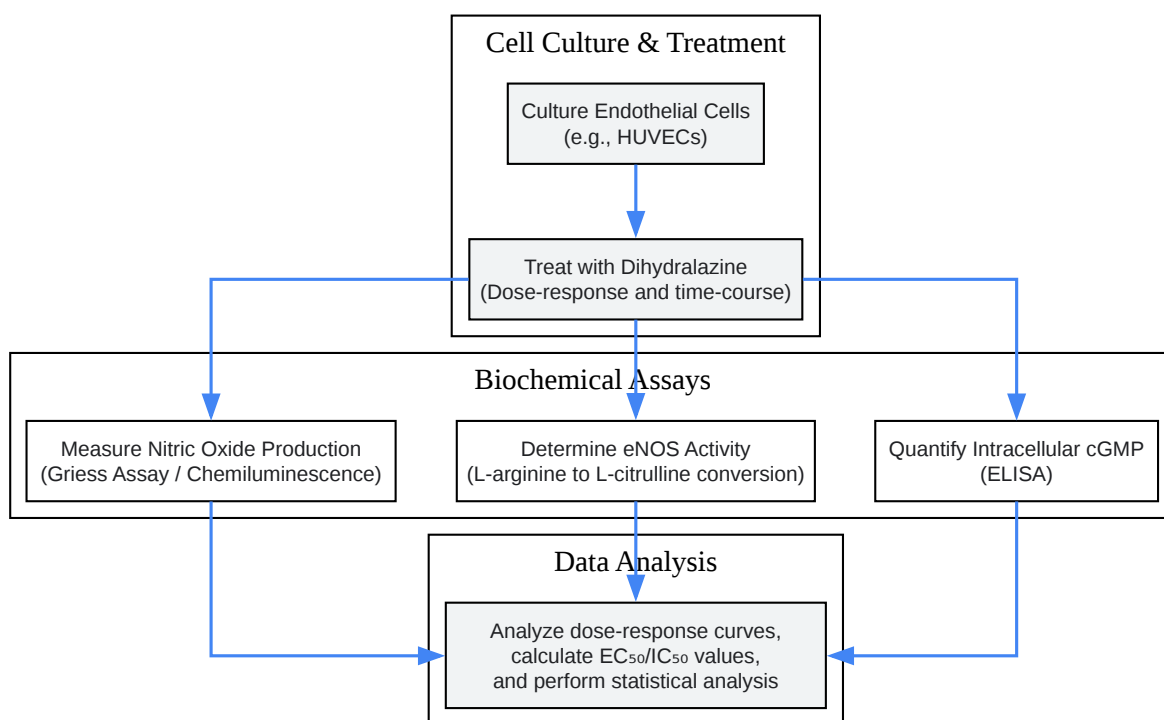 Cell Culture & Treatment
Culture Endothelial Cells
(e.g., HUVECs)
Treat with Dihydralazine
(Dose-response and time-course)
Biochemical Assays
Measure Nitric Oxide Production
(Griess Assay / Chemiluminescence)
Determine eNOS Activity
(L-arginine to L-citrulline conversion)
Quantify Intracellular cGMP
(ELISA)
Data Analysis
Analyze dose-response curves,
calculate EC₅₀/IC₅₀ values,
and perform statistical analysis